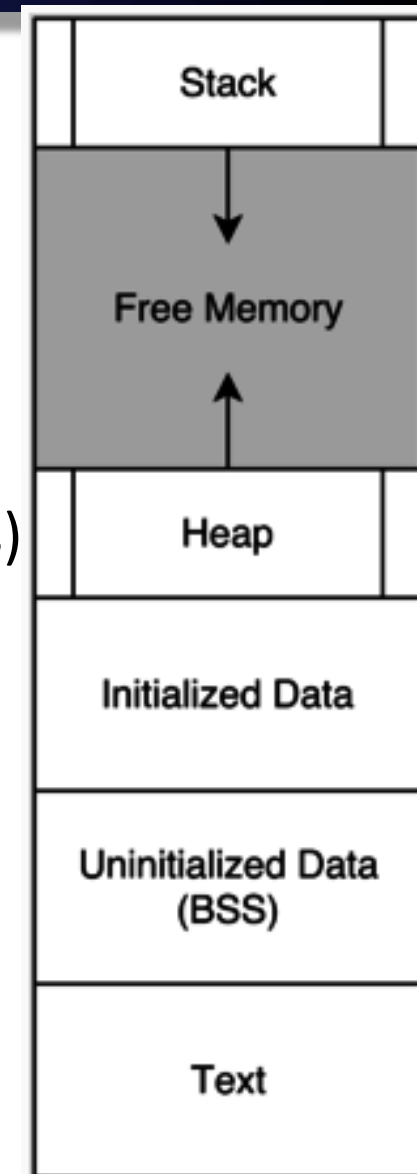 Stack
Free Memory
)
Heap
Initialized Data
Uninitialized Data
(BSS)
Text